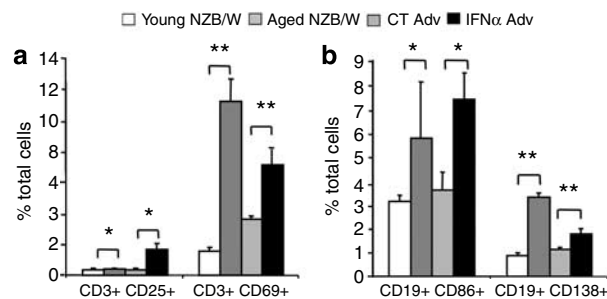 Young NZB/W Aged NZB/W CT Adv IFNα Adv
a
% total cells
14
12
10
8
4
3
2
0
* * ** **
CD3+ CD25+ CD3+ CD69+
b
% total cells
9
8
7
6
5
4
3
2
1
0
* * ** **
CD19+ CD86+ CD19+ CD138+